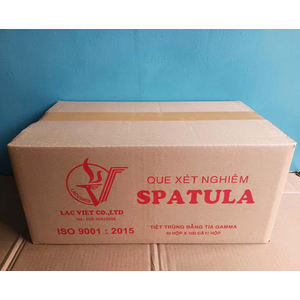 QUE XÉT NGHIỆM
SPATULA
LAC VIET CO.,LTD
ISO 9001 : 2015
TIỆT TRÙNG BẰNG TIA GAMMA